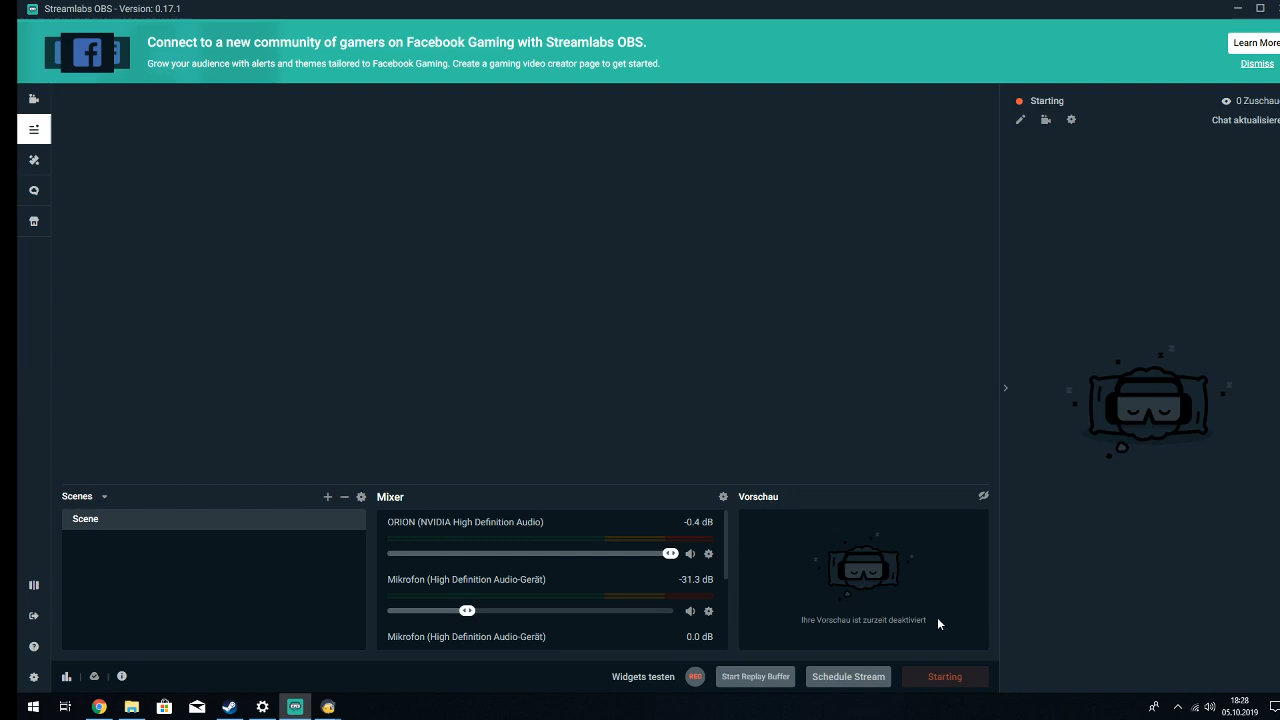 Streamlabs OBS - Version: 0.17.1
Connect to a new community of gamers on Facebook Gaming with Streamlabs OBS.
Grow your audience with alerts and themes tailored to Facebook Gaming. Create a gaming video creator page to get started.
Learn More
Dismiss
Starting
0 Zuschau
Chat aktualisiere
Scenes
Scene
Mixer
ORION (NVIDIA High Definition Audio)
-0.4 dB
Mikrofon (High Definition Audio-Gerät)
-31.3 dB
Mikrofon (High Definition Audio-Gerät)
0.0 dB
Vorschau
Ihre Vorschau ist zurzeit deaktiviert
Widgets testen
REC
Start Replay Buffer
Schedule Stream
Starting
18:28
05.10.2019